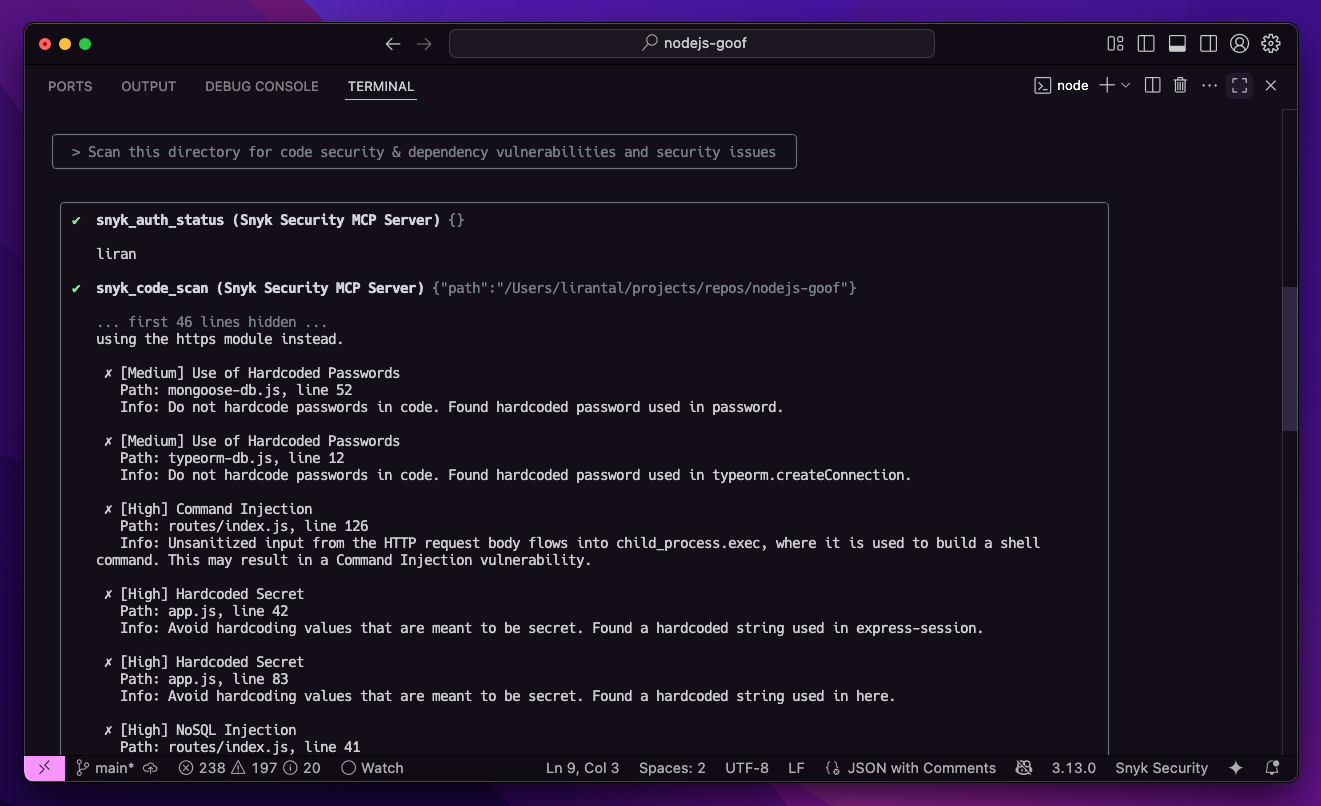 nodejs-goof
PORTS OUTPUT DEBUG CONSOLE TERMINAL node
> Scan this directory for code security & dependency vulnerabilities and security issues
✔ snyk_auth_status (Snyk Security MCP Server) {}
liran
✔ snyk_code_scan (Snyk Security MCP Server) {"path":"/Users/lirantal/projects/repos/nodejs-goof"}
... first 46 lines hidden ...
using the https module instead.
✗ [Medium] Use of Hardcoded Passwords
Path: mongoose-db.js, line 52
Info: Do not hardcode passwords in code. Found hardcoded password used in password.
✗ [Medium] Use of Hardcoded Passwords
Path: typeorm-db.js, line 12
Info: Do not hardcode passwords in code. Found hardcoded password used in typeorm.createConnection.
✗ [High] Command Injection
Path: routes/index.js, line 126
Info: Unsanitized input from the HTTP request body flows into child_process.exec, where it is used to build a shell
command. This may result in a Command Injection vulnerability.
✗ [High] Hardcoded Secret
Path: app.js, line 42
Info: Avoid hardcoding values that are meant to be secret. Found a hardcoded string used in express-session.
✗ [High] Hardcoded Secret
Path: app.js, line 83
Info: Avoid hardcoding values that are meant to be secret. Found a hardcoded string used in here.
✗ [High] NoSQL Injection
Path: routes/index.js, line 41
main* 238 197 20 Watch Ln 9, Col 3 Spaces: 2 UTF-8 LF JSON with Comments 3.13.0 Snyk Security